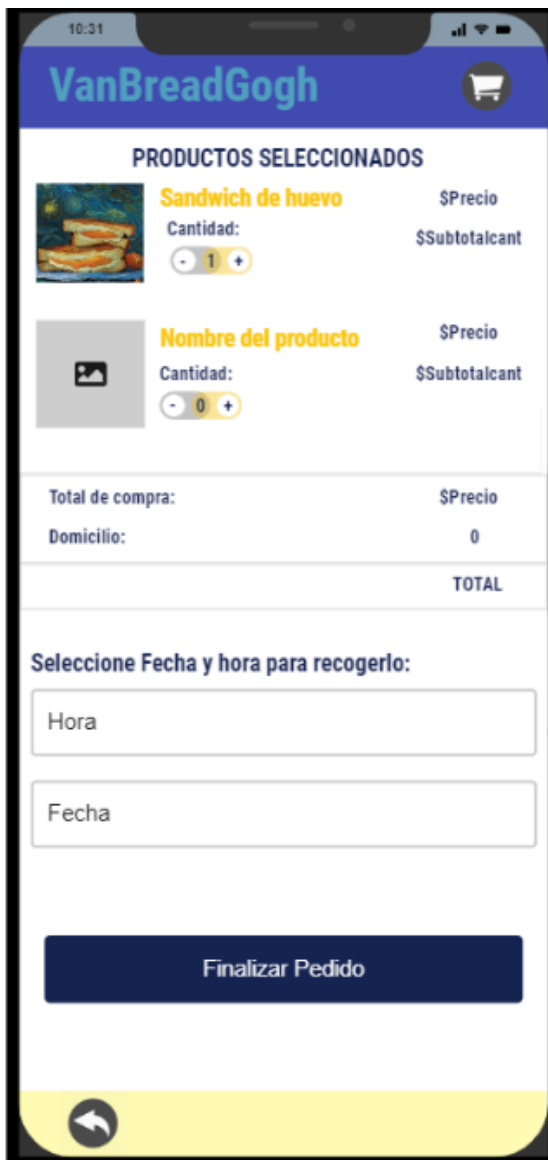 10:31
VanBreadGogh
PRODUCTOS SELECCIONADOS
Sandwich de huevo $Precio
Cantidad: $Subtotalcant
- 1 +
Nombre del producto $Precio
Cantidad: $Subtotalcant
- 0 +
Total de compra: $Precio
Domicilio: 0
TOTAL
Seleccione Fecha y hora para recogerlo:
Hora
Fecha
Finalizar Pedido